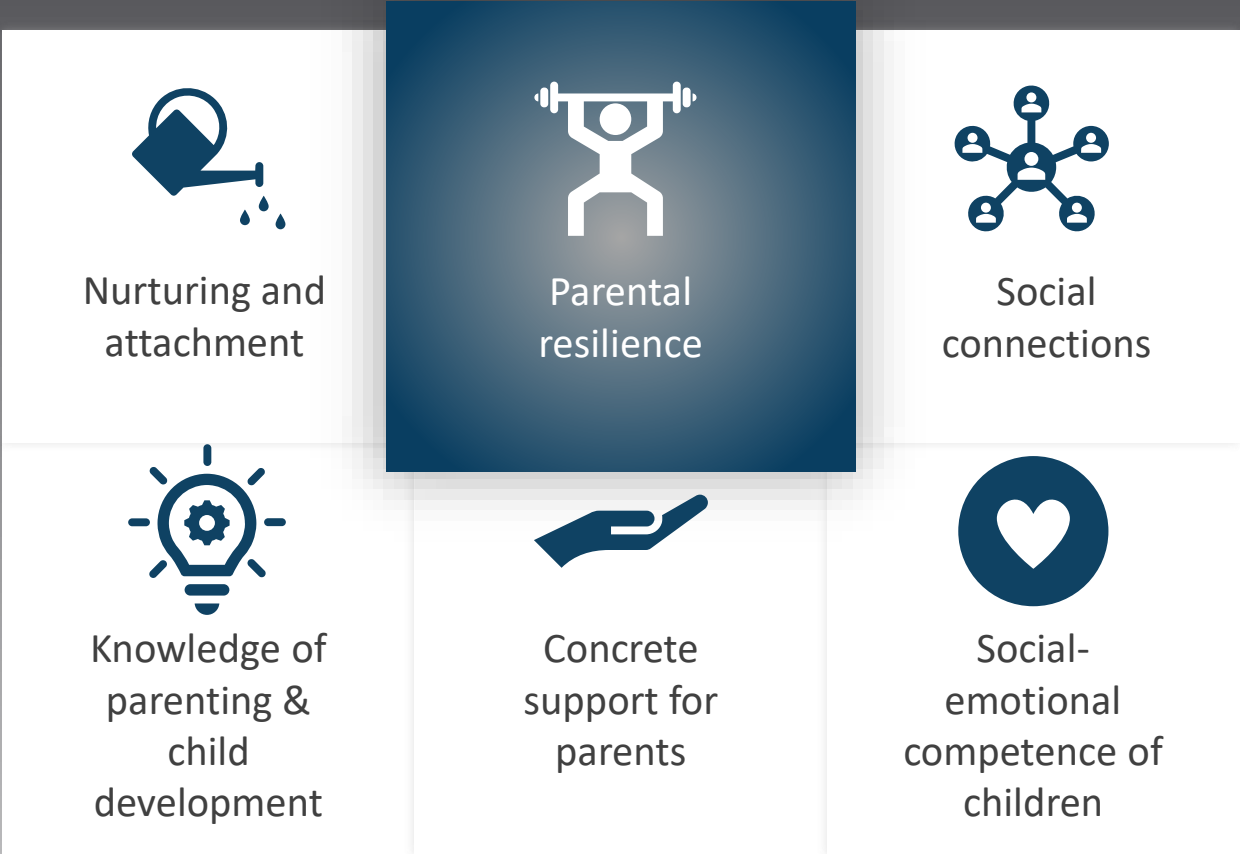 Nurturing and
attachment
Parental
resilience
Social
connections
Knowledge of
parenting &
child
development
Concrete
support for
parents
Social-
emotional
competence of
children